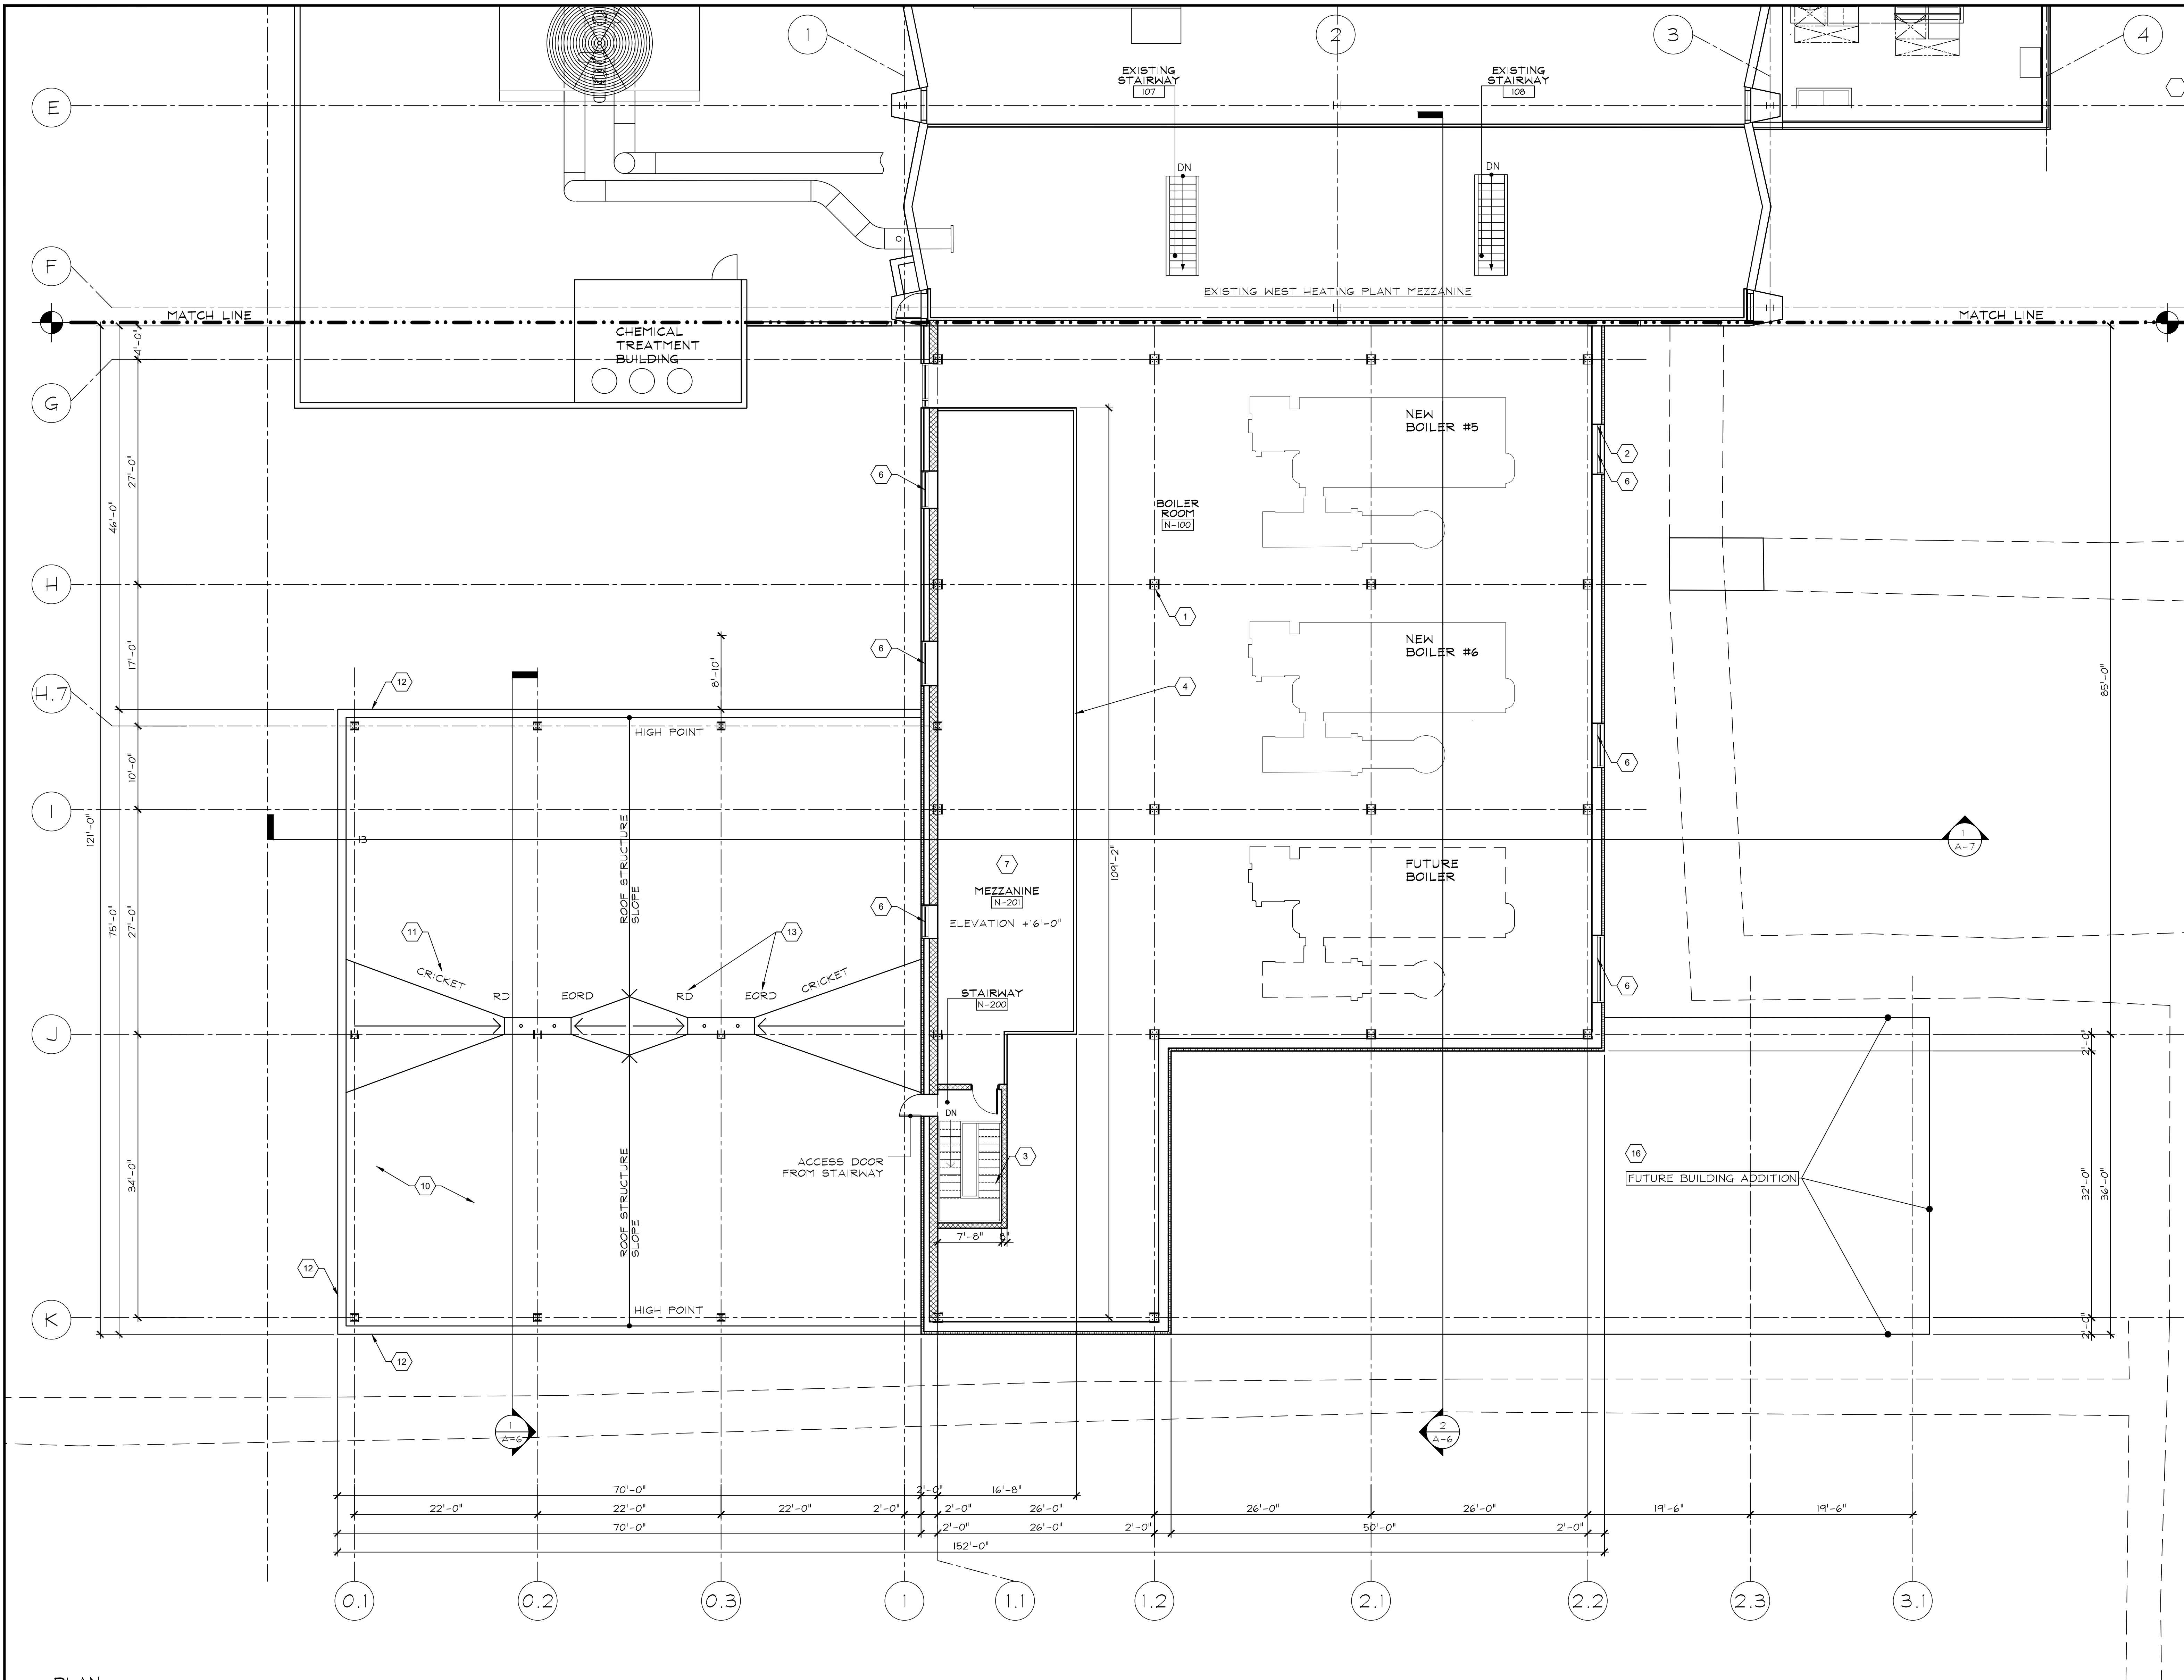 1
2
3
4
E
EXISTING
STAIRWAY
107
EXISTING
STAIRWAY
108
DN
DN
F
EXISTING WEST HEATING PLANT MEZZANINE
MATCH LINE
MATCH LINE
CHEMICAL
TREATMENT
BUILDING
4'-0"
G
NEW
BOILER #5
2
6
6
27'-0"
46'-0"
BOILER
ROOM
N-100
H
1
NEW
BOILER #6
6
17'-0"
8'-10"
85'-0"
H.7
12
4
HIGH POINT
6
10'-0"
I
121'-0"
13
ROOF STRUCTURE
SLOPE
1
A-7
109'-2"
7
FUTURE
BOILER
MEZZANINE
N-201
ELEVATION +16'-0"
6
75'-0"
27'-0"
11
13
CRICKET
CRICKET
RD
EORD
RD
EORD
STAIRWAY
N-200
6
J
2'-0"
DN
ACCESS DOOR
FROM STAIRWAY
3
16
FUTURE BUILDING ADDITION
34'-0"
10
ROOF STRUCTURE
SLOPE
32'-0"
36'-0"
7'-8"
8"
12
HIGH POINT
K
2'-0"
12
1
A-6
2
A-6
70'-0"
2'-0"
16'-8"
22'-0"
22'-0"
22'-0"
2'-0"
2'-0"
26'-0"
26'-0"
26'-0"
19'-6"
19'-6"
70'-0"
2'-0"
26'-0"
2'-0"
50'-0"
2'-0"
152'-0"
0.1
0.2
0.3
1
1.1
1.2
2.1
2.2
2.3
3.1